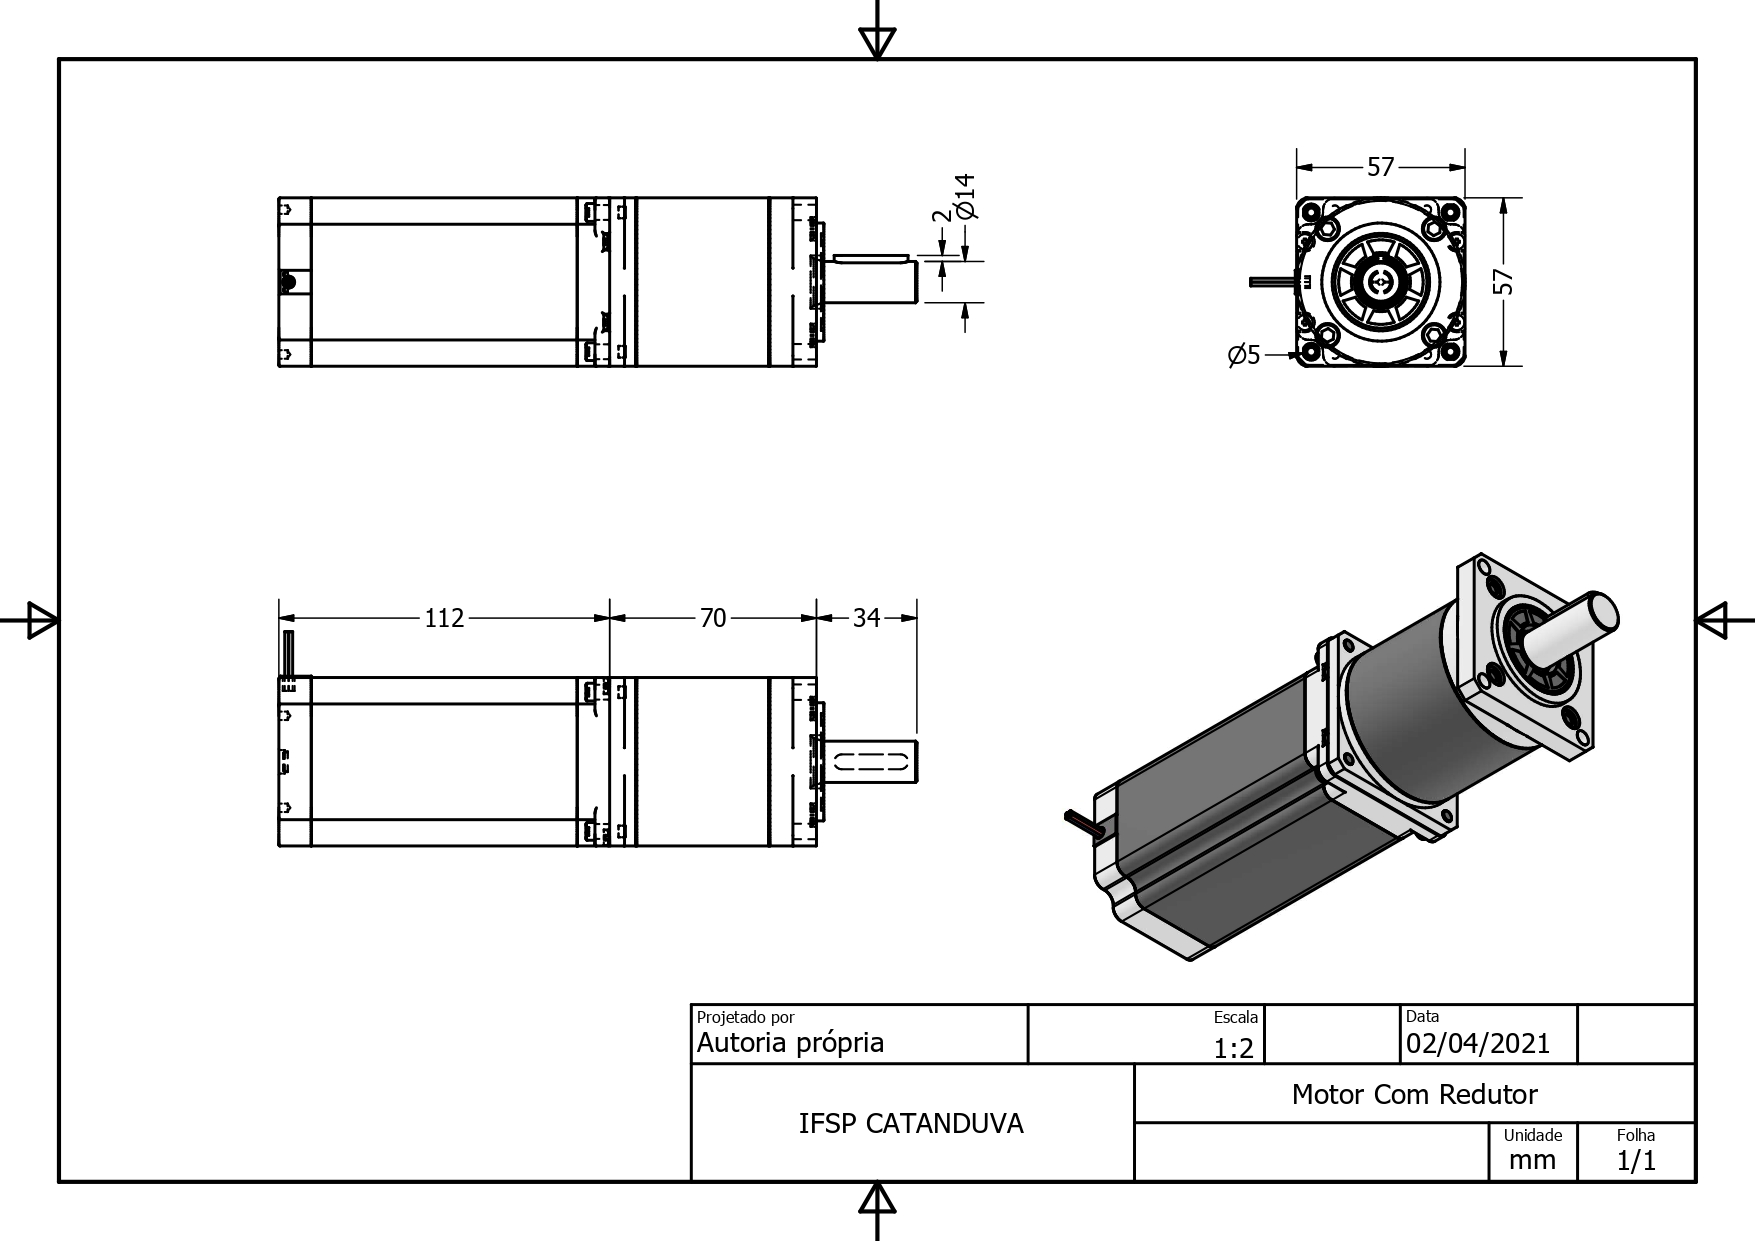 57
2
Ø14
57
Ø5
112
70
34
Projetado por
Autoria própria
Escala
1:2
Data
02/04/2021
IFSP CATANDUVA
Motor Com Redutor
Unidade
mm
Folha
1/1